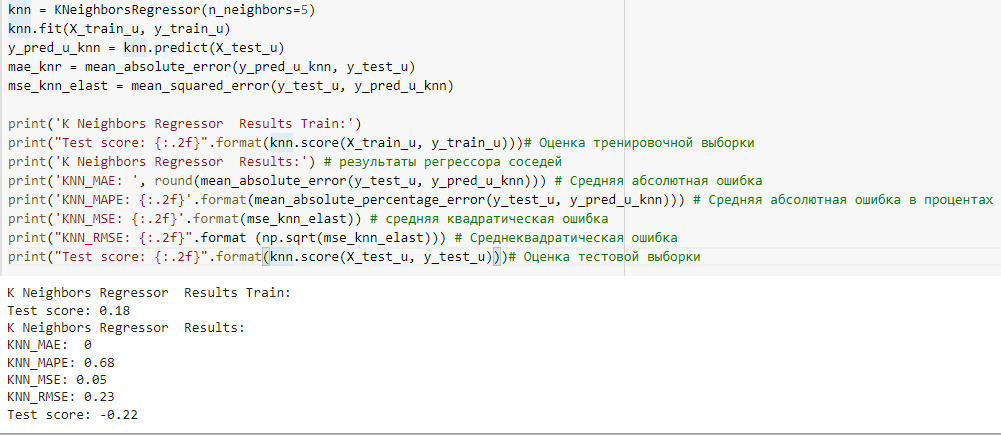 knn = KNeighborsRegressor(n_neighbors=5)
knn.fit(X_train_u, y_train_u)
y_pred_u_knn = knn.predict(X_test_u)
mae_knr = mean_absolute_error(y_pred_u_knn, y_test_u)
mse_knn_elast = mean_squared_error(y_test_u, y_pred_u_knn)
print('K Neighbors Regressor  Results Train:')
print("Test score: {:.2f}".format(knn.score(X_train_u, y_train_u)))# Оценка тренировочной выборки
print('K Neighbors Regressor  Results:') # результаты регрессора соседей
print('KNN_MAE: ', round(mean_absolute_error(y_test_u, y_pred_u_knn))) # Средняя абсолютная ошибка
print('KNN_MAPE: {:.2f}'.format(mean_absolute_percentage_error(y_test_u, y_pred_u_knn))) # Средняя абсолютная ошибка в процентах
print('KNN_MSE: {:.2f}'.format(mse_knn_elast)) # средняя квадратическая ошибка
print("KNN_RMSE: {:.2f}".format (np.sqrt(mse_knn_elast))) # Среднеквадратическая ошибка
print("Test score: {:.2f}".format(knn.score(X_test_u, y_test_u)))# Оценка тестовой выборки
K Neighbors Regressor  Results Train:
Test score: 0.18
K Neighbors Regressor  Results:
KNN_MAE:  0
KNN_MAPE: 0.68
KNN_MSE: 0.05
KNN_RMSE: 0.23
Test score: -0.22